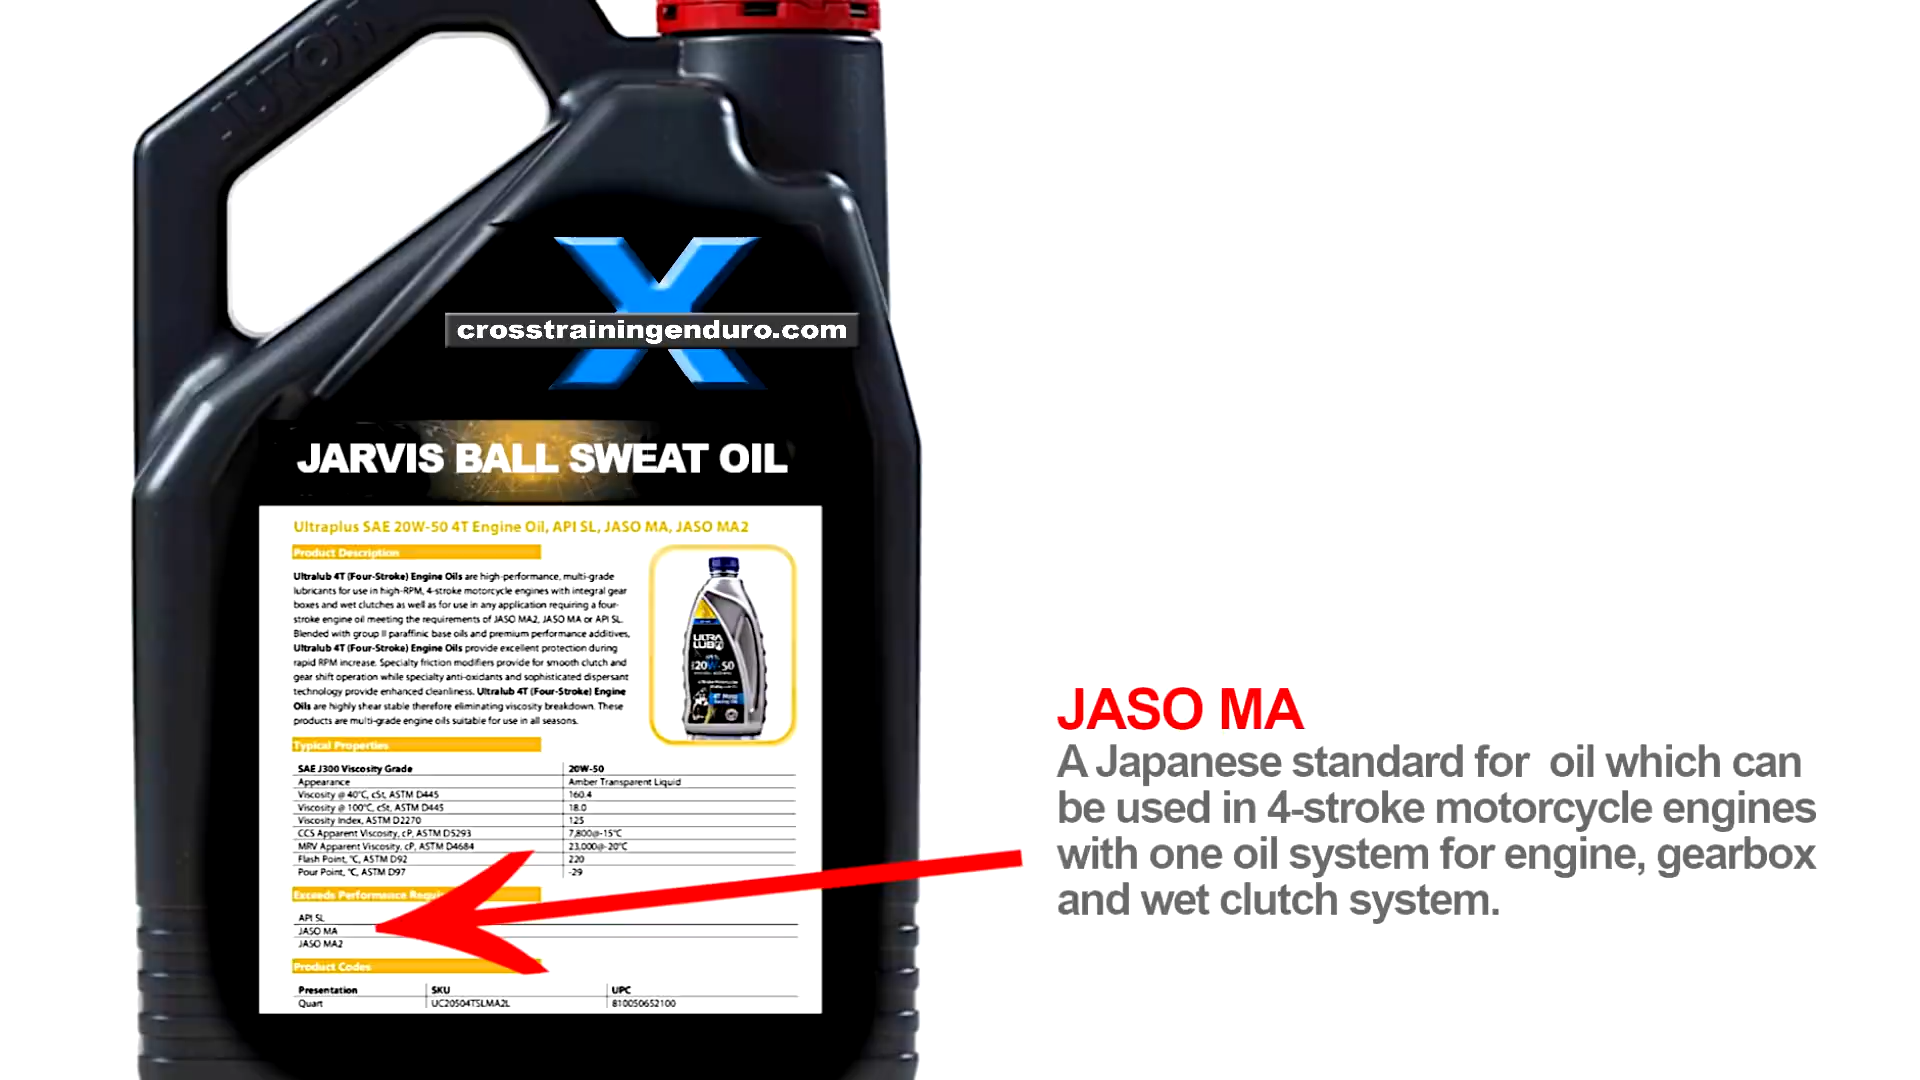 crosstrainingenduro.com
JARVIS BALL SWEAT OIL
Ultraplus SAE 20W-50 4T Engine Oil, API SL, JASO MA, JASO MA2
Product Description
Ultralub 4T (Four-Stroke) Engine Oils are high-performance, multi-grade
lubricants for use in high-RPM, 4-stroke motorcycle engines with integral gear
boxes and wet clutches as well as for use in any application requiring a four-
stroke engine oil meeting the requirements of JASO MA2, JASO MA or API SL.
Blended with group II paraffinic base oils and premium performance additives,
Ultralub 4T (Four-Stroke) Engine Oils provide excellent protection during
rapid RPM increase. Specialty friction modifiers provide for smooth clutch and
gear shift operation while specialty anti-oxidants and sophisticated dispersant
technology provide enhanced cleanliness. Ultralub 4T (Four-Stroke) Engine
Oils are highly shear stable therefore eliminating viscosity breakdown. These
products are multi-grade engine oils suitable for use in all seasons.
ULTRA
LUB
20W-50
Typical Properties
SAE J300 Viscosity Grade 20W-50
Appearance Amber Transparent Liquid
Viscosity @ 40°C, cSt, ASTM D445 160.4
Viscosity @ 100°C, cSt, ASTM D445 18.0
Viscosity Index, ASTM D2270 125
CCS Apparent Viscosity, cP, ASTM D5293 7,800@-15°C
MRV Apparent Viscosity, cP, ASTM D4684 23,000@-20°C
Flash Point, °C, ASTM D92 220
Pour Point, °C, ASTM D97 -29
Exceeds Performance
API SL
JASO MA
JASO MA2
Product Codes
Presentation SKU UPC
Quart UC20504TSLMA2L 810050652100
JASO MA
A Japanese standard for oil which can
be used in 4-stroke motorcycle engines
with one oil system for engine, gearbox
and wet clutch system.